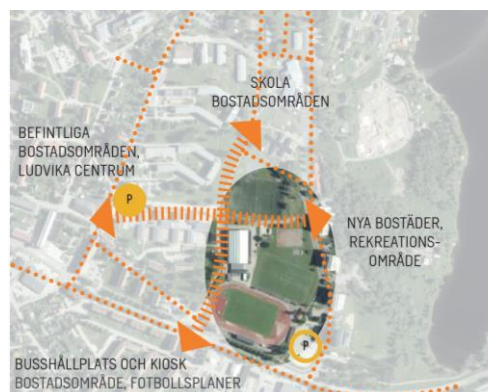 SKOLA
BOSTADSOMRÅDEN
BEFINTLIGA
BOSTADSOMRÅDEN,
LUDVIKA CENTRUM
P
NYA BOSTÄDER,
REKREATIONS-
OMRÅDE
P
BUSSHÅLLPLATS OCH KIOSK
BOSTADSOMRÅDE, FOTBOLLSPLANER